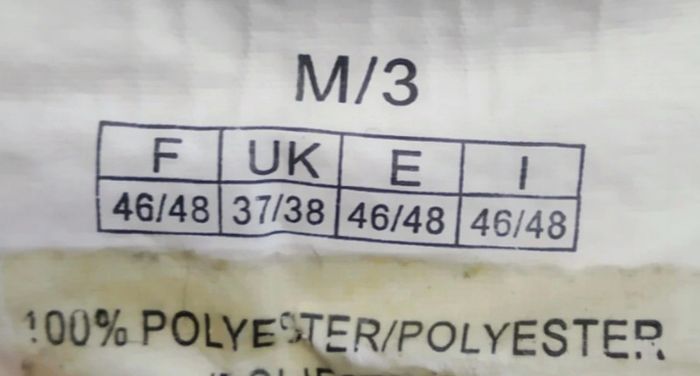 M/3
F UK E I
46/48 37/38 46/48 46/48
100% POLYESTER/POLYESTER